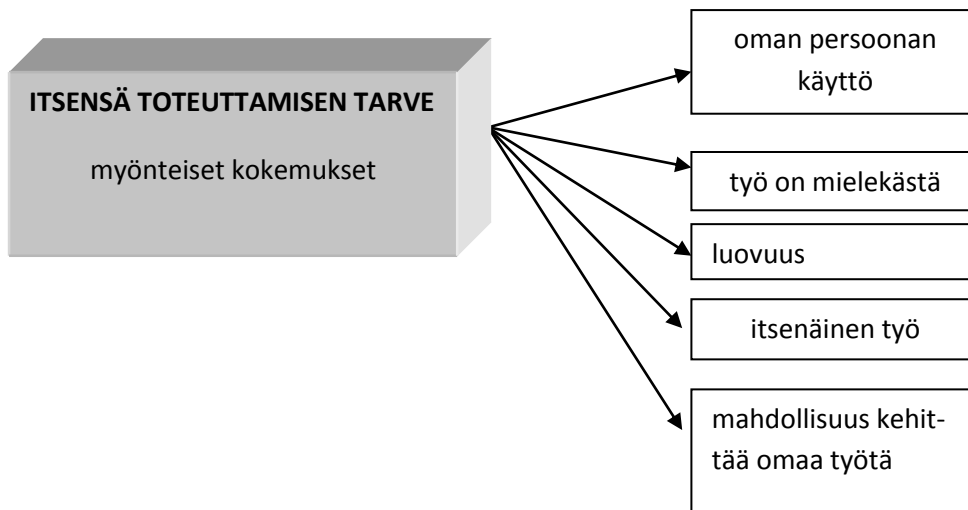 ITSENSÄ TOTEUTTAMISEN TARVE
myönteiset kokemukset
oman persoonan
käyttö
työ on mielekästä
luovuus
itsenäinen työ
mahdollisuus kehit-
tää omaa työtä